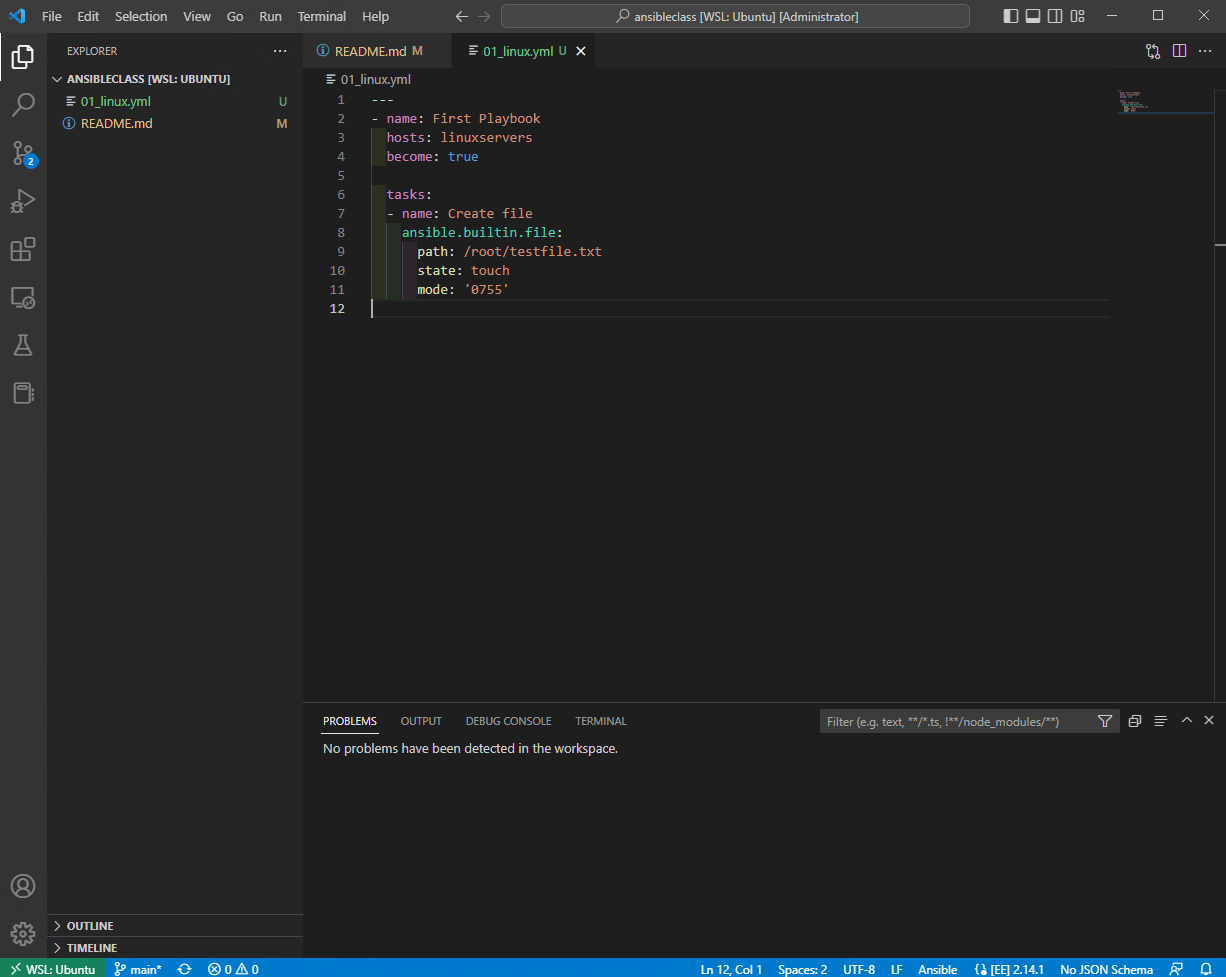 File Edit Selection View Go Run Terminal Help
ansibleclass [WSL: Ubuntu] [Administrator]
EXPLORER
ANSIBLECLASS [WSL: UBUNTU]
01_linux.yml U
README.md M
2
README.md M
01_linux.yml U
01_linux.yml
1 ---
2 - name: First Playbook
3   hosts: linuxservers
4   become: true
5
6   tasks:
7   - name: Create file
8     ansible.builtin.file:
9       path: /root/testfile.txt
10       state: touch
11       mode: '0755'
12
PROBLEMS OUTPUT DEBUG CONSOLE TERMINAL
Filter (e.g. text, **/*.ts, !**/node_modules/**)
No problems have been detected in the workspace.
OUTLINE
TIMELINE
WSL: Ubuntu main* 0 0 Ln 12, Col 1 Spaces: 2 UTF-8 LF Ansible [EE] 2.14.1 No JSON Schema